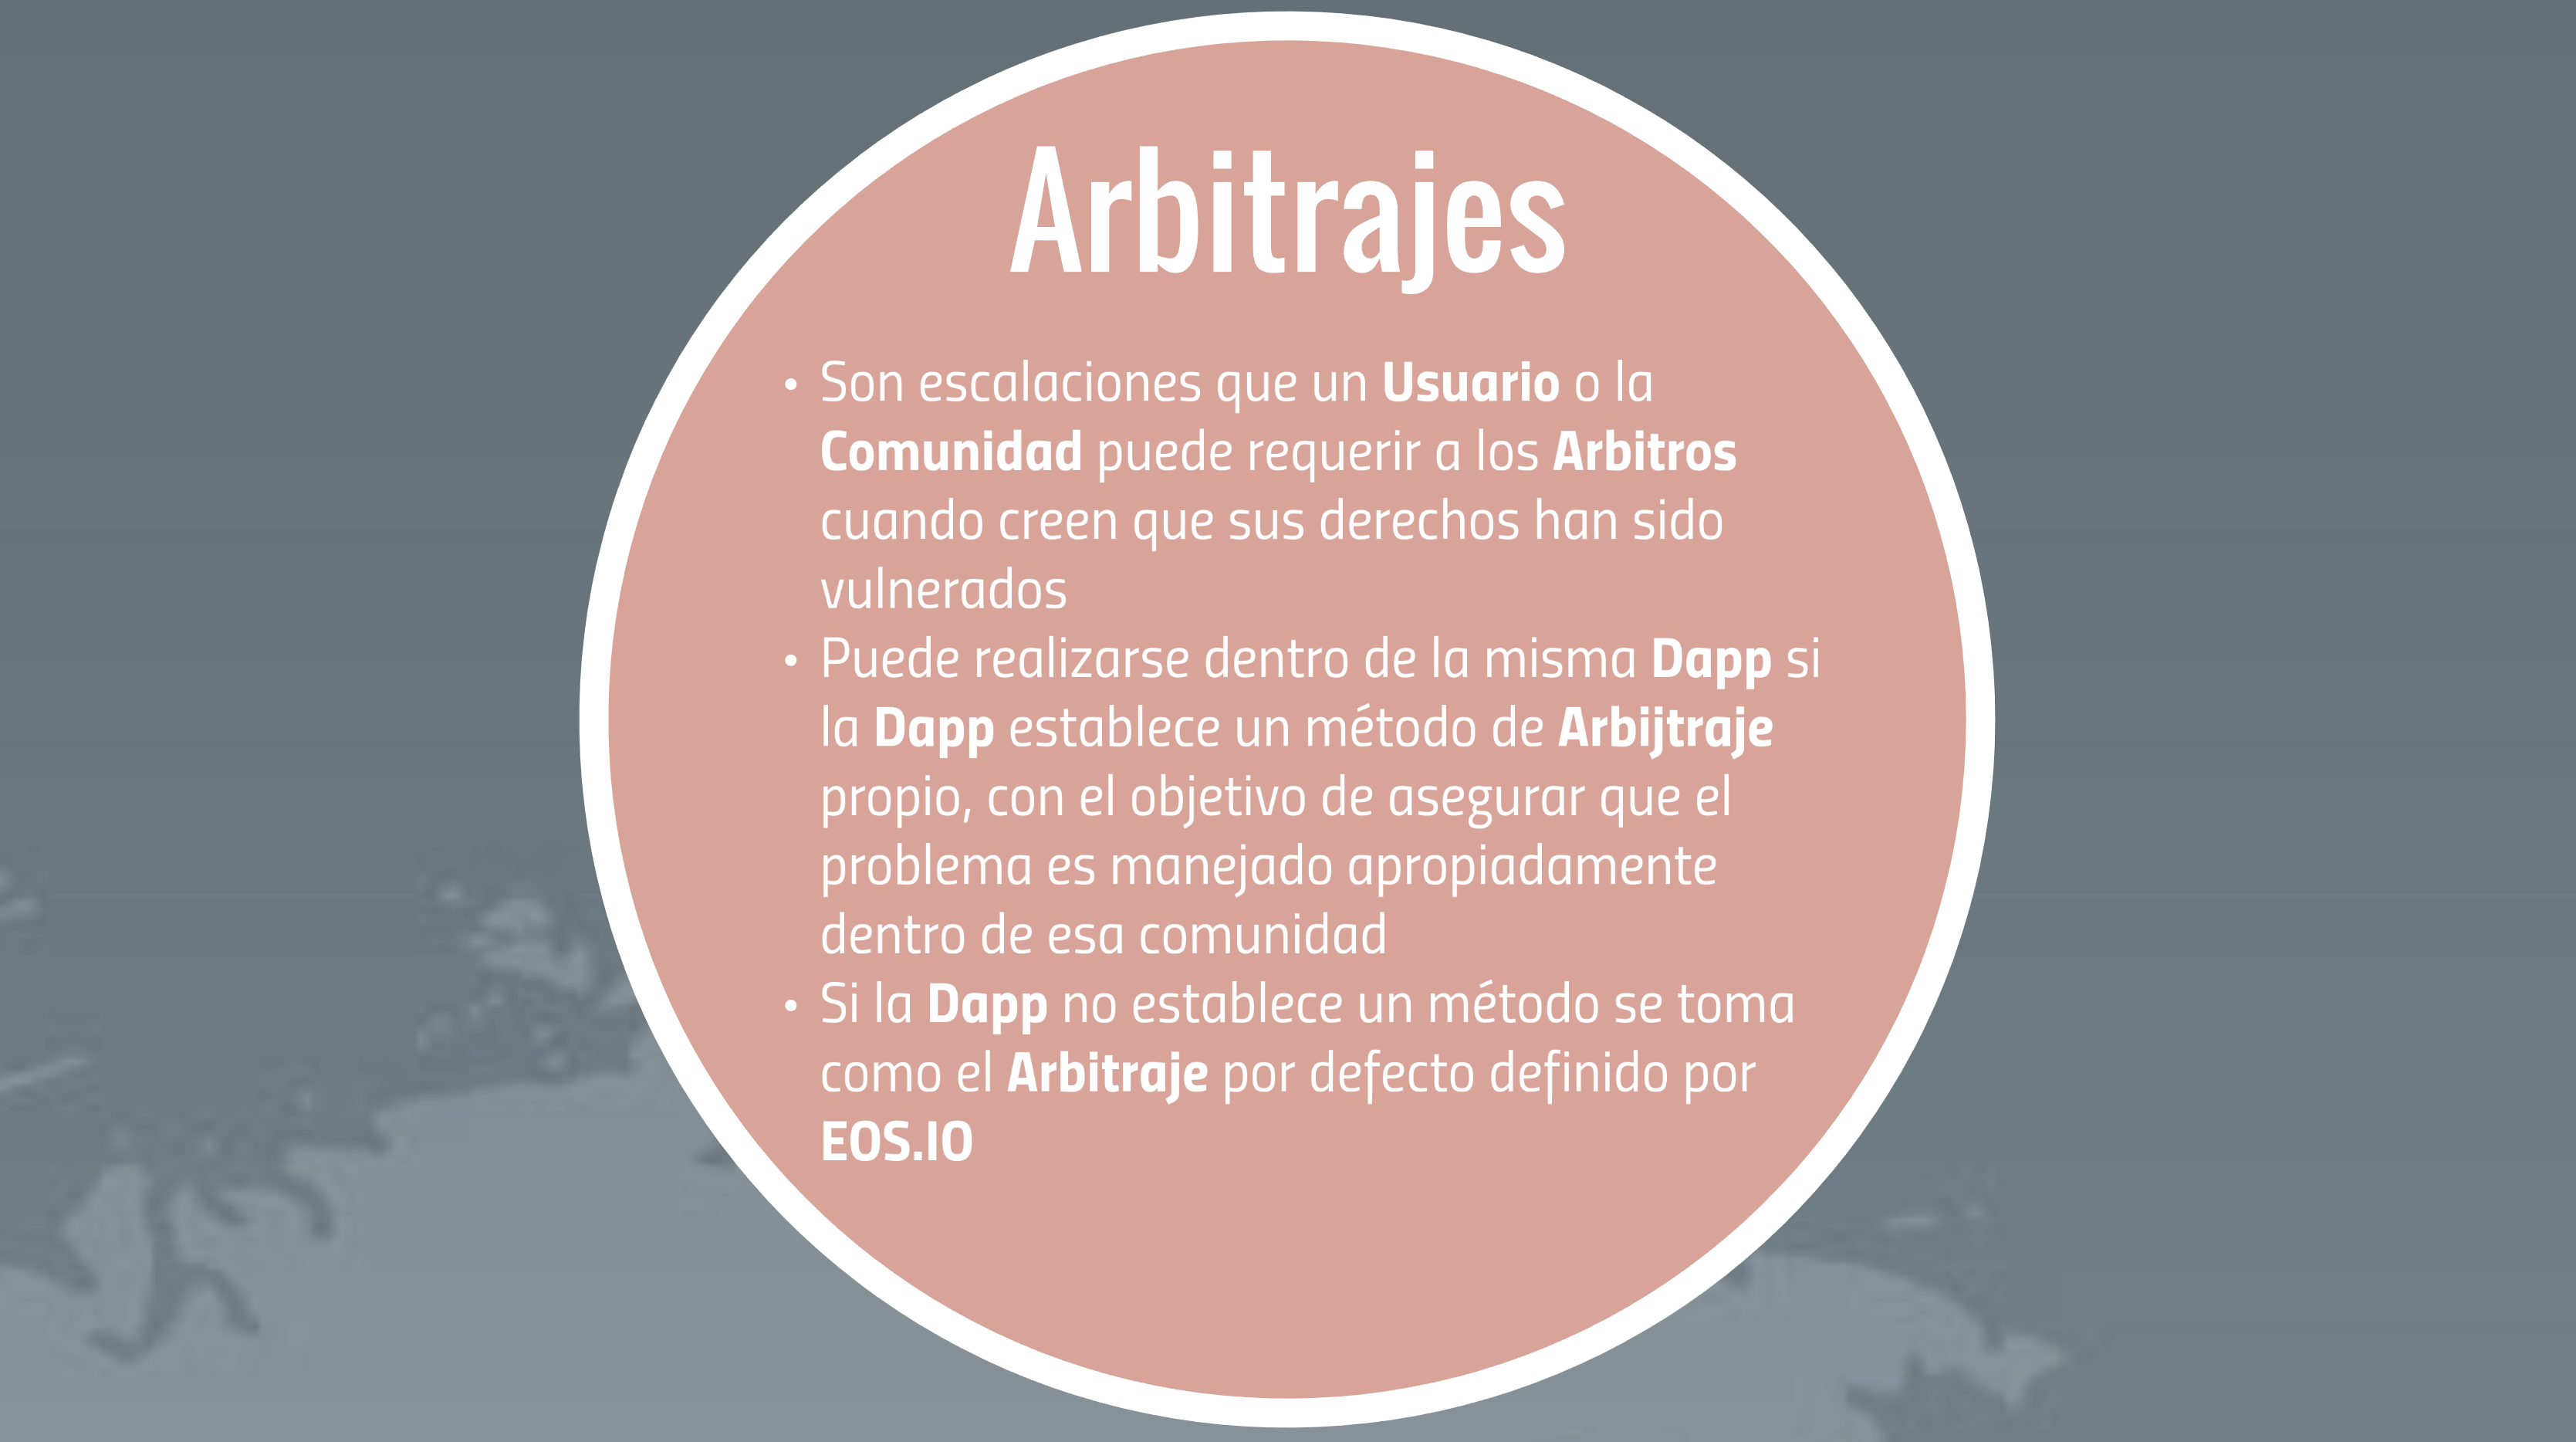 Arbitrajes
• Son escalaciones que un Usuario o la
Comunidad puede requerir a los Arbitros
cuando creen que sus derechos han sido
vulnerados
• Puede realizarse dentro de la misma Dapp si
la Dapp establece un método de Arbijtraje
propio, con el objetivo de asegurar que el
problema es manejado apropiadamente
dentro de esa comunidad
• Si la Dapp no establece un método se toma
como el Arbitraje por defecto definido por
EOS.IO